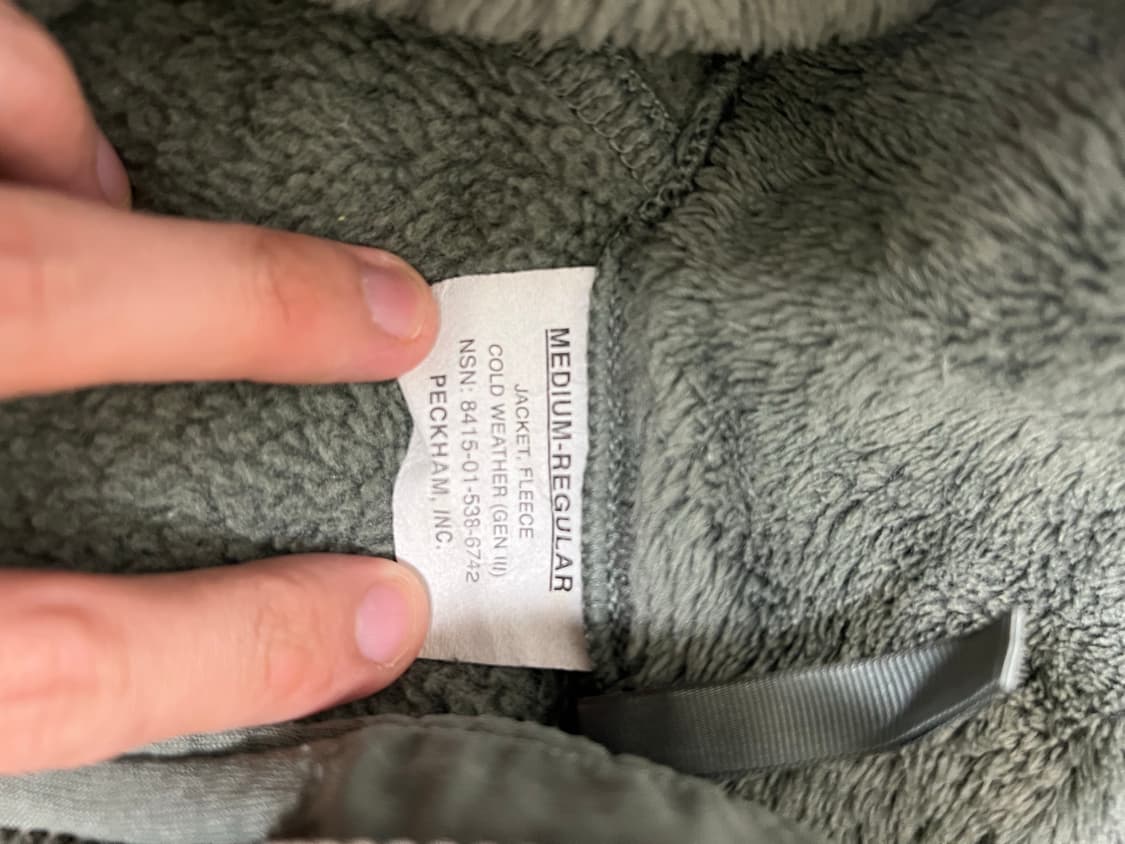 MEDIUM-REGULAR
JACKET, FLEECE
COLD WEATHER (GEN III)
NSN: 8415-01-538-6742
PECKHAM, INC.